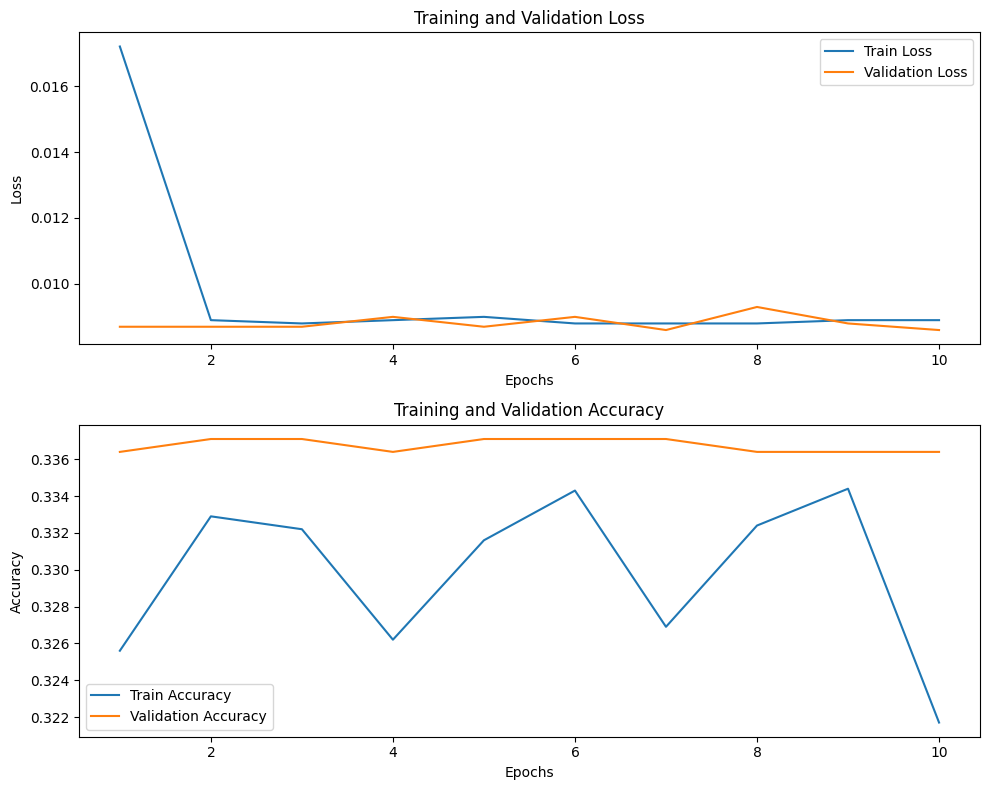 Training and Validation Loss
Train Loss
Validation Loss
0.016
0.014
0.012
0.010
Loss
2
4
6
8
10
Epochs
Training and Validation Accuracy
0.336
0.334
0.332
0.330
0.328
0.326
0.324
0.322
Accuracy
Train Accuracy
Validation Accuracy
2
4
6
8
10
Epochs